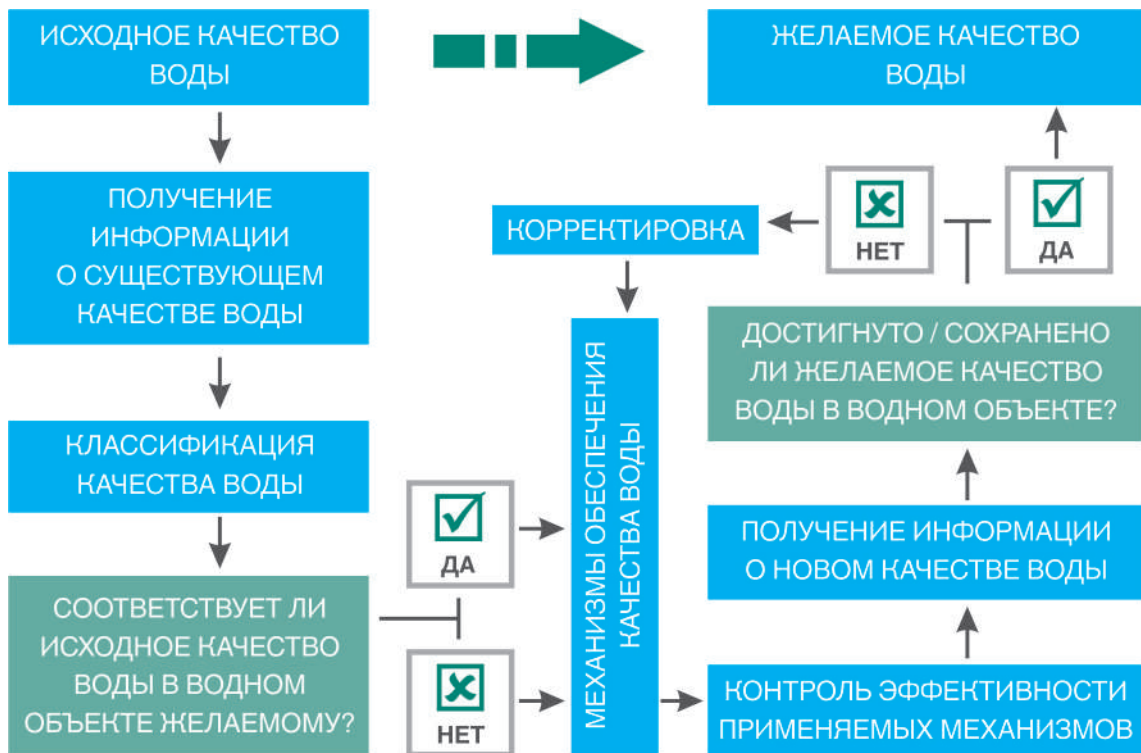 ИСХОДНОЕ КАЧЕСТВО
ВОДЫ
ПОЛУЧЕНИЕ
ИНФОРМАЦИИ
О СУЩЕСТВУЮЩЕМ
КАЧЕСТВЕ ВОДЫ
КЛАССИФИКАЦИЯ
КАЧЕСТВА ВОДЫ
СООТВЕТСТВУЕТ ЛИ
ИСХОДНОЕ КАЧЕСТВО
ВОДЫ В ВОДНОМ
ОБЪЕКТЕ ЖЕЛАЕМОМУ?
ДА
НЕТ
МЕХАНИЗМЫ ОБЕСПЕЧЕНИЯ
КАЧЕСТВА ВОДЫ
КОНТРОЛЬ ЭФФЕКТИВНОСТИ
ПРИМЕНЯЕМЫХ МЕХАНИЗМОВ
ПОЛУЧЕНИЕ ИНФОРМАЦИИ
О НОВОМ КАЧЕСТВЕ ВОДЫ
ДОСТИГНУТО / СОХРАНЕНО
ЛИ ЖЕЛАЕМОЕ КАЧЕСТВО
ВОДЫ В ВОДНОМ ОБЪЕКТЕ?
НЕТ
ДА
КОРРЕКТИРОВКА
ЖЕЛАЕМОЕ КАЧЕСТВО
ВОДЫ